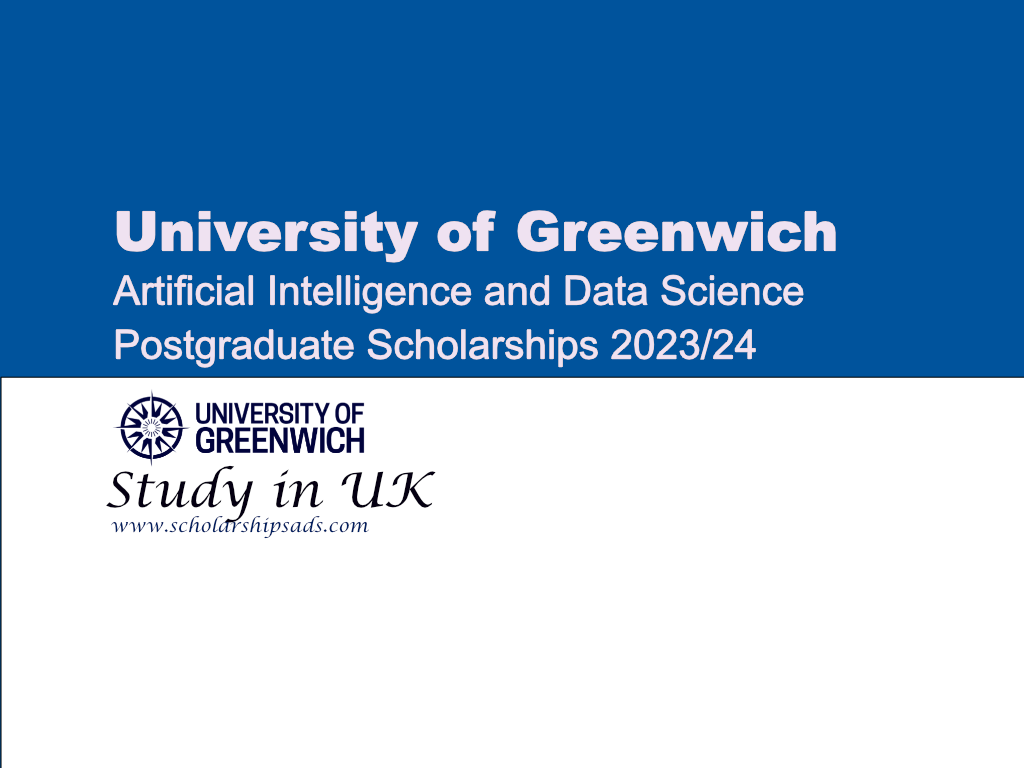 University of Greenwich
Artificial Intelligence and Data Science
Postgraduate Scholarships 2023/24
UNIVERSITY OF
GREENWICH
Study in UK
www.scholarshipsads.com